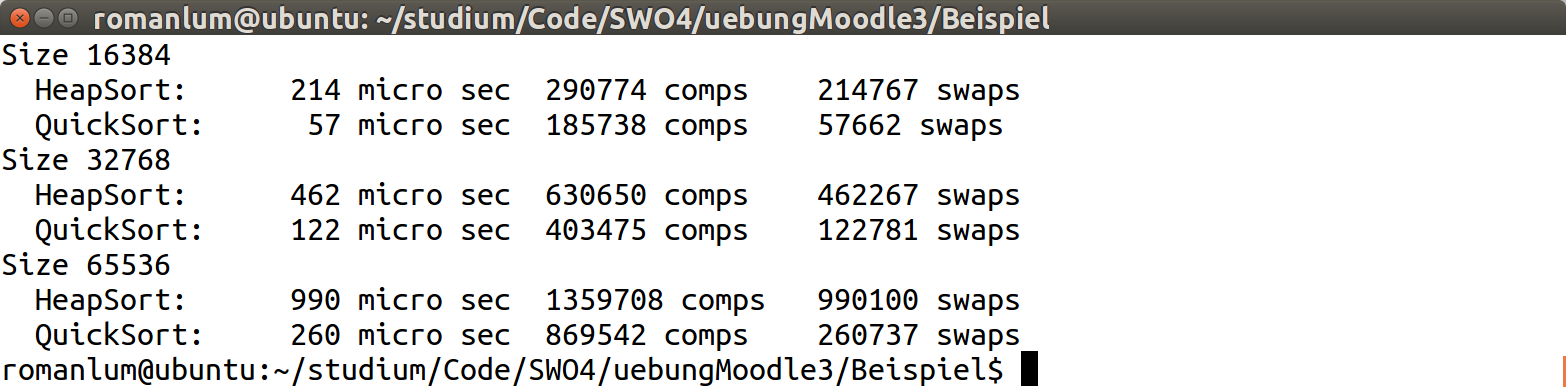 romanlum@ubuntu: ~/studium/Code/SWO4/uebungMoodle3/Beispiel
Size 16384
  HeapSort:      214 micro sec  290774 comps    214767 swaps
  QuickSort:      57 micro sec  185738 comps    57662 swaps
Size 32768
  HeapSort:      462 micro sec  630650 comps    462267 swaps
  QuickSort:     122 micro sec  403475 comps    122781 swaps
Size 65536
  HeapSort:      990 micro sec  1359708 comps   990100 swaps
  QuickSort:     260 micro sec  869542 comps    260737 swaps
romanlum@ubuntu:~/studium/Code/SWO4/uebungMoodle3/Beispiel$